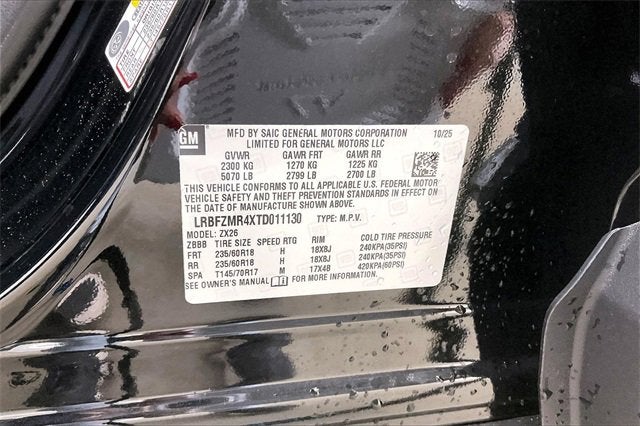 GM
MFD BY SAIC GENERAL MOTORS CORPORATION 10/25
LIMITED FOR GENERAL MOTORS LLC
GVWR GAWR FRT GAWR RR
2300 KG 1270 KG 1225 KG
5070 LB 2799 LB 2700 LB
THIS VEHICLE CONFORMS TO ALL APPLICABLE U.S. FEDERAL MOTOR
VEHICLE SAFETY AND THEFT PREVENTION STANDARDS IN EFFECT ON
THE DATE OF MANUFACTURE SHOWN ABOVE.
LRBFZMR4XTD011130 TYPE: M.P.V.
MODEL: ZX26
ZBBB TIRE SIZE SPEED RTG RIM COLD TIRE PRESSURE
FRT 235/60R18 H 18X8J 240KPA(35PSI)
RR 235/60R18 H 18X8J 240KPA(35PSI)
SPA T145/70R17 M 17X4B 420KPA(60PSI)
SEE OWNER'S MANUAL FOR MORE INFORMATION.